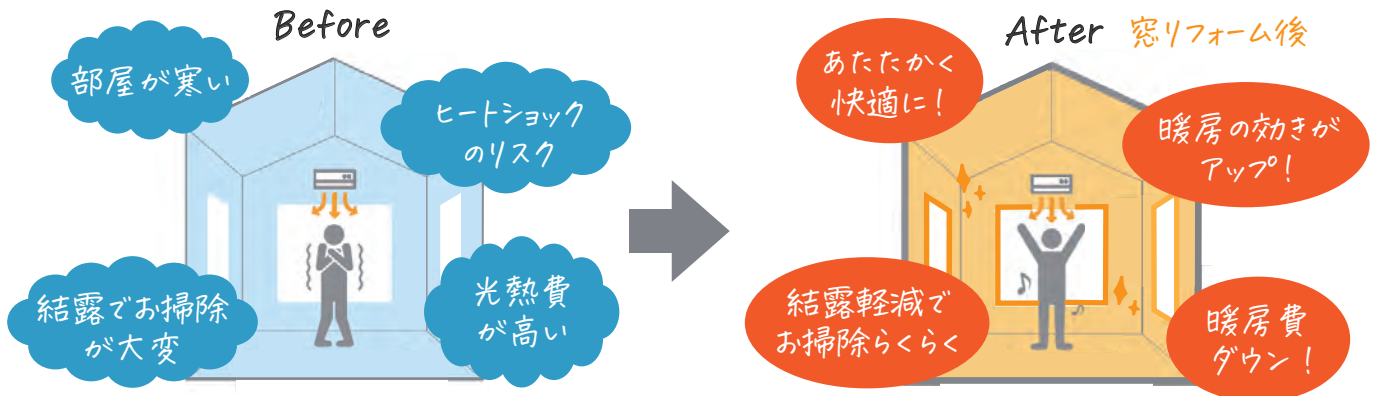 Before
部屋が寒い
ヒートショック
のリスク
結露でお掃除
が大変
光熱費
が高い
After 窓リフォーム後
あたたかく
快適に！
暖房の効きが
アップ！
結露軽減で
お掃除らくらく
暖房費
ダウン！